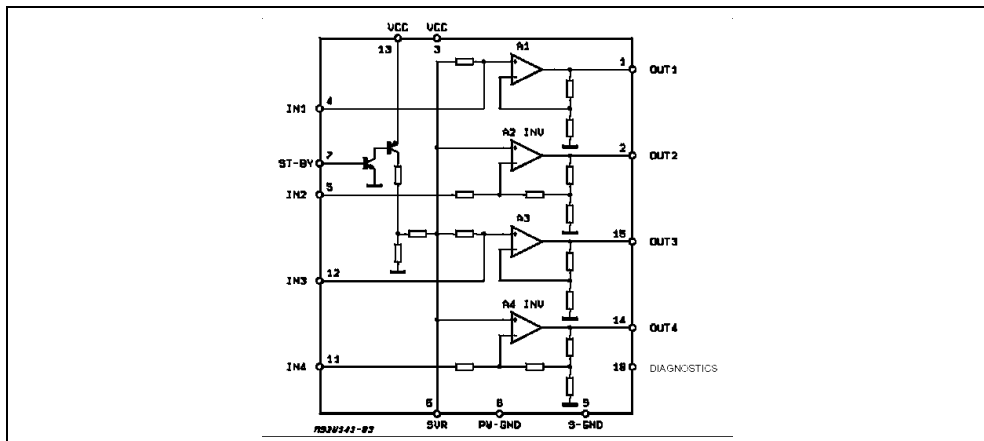 VCC VCC
13 3
A1
1 OUT1
IN1 4
A2 INV
ST-BY 7
2 OUT2
IN2 5
A3
15 OUT3
IN3 12
A4 INV
14 OUT4
IN4 11
10 DIAGNOSTICS
6 8 9
SVR PW-GND S-GND